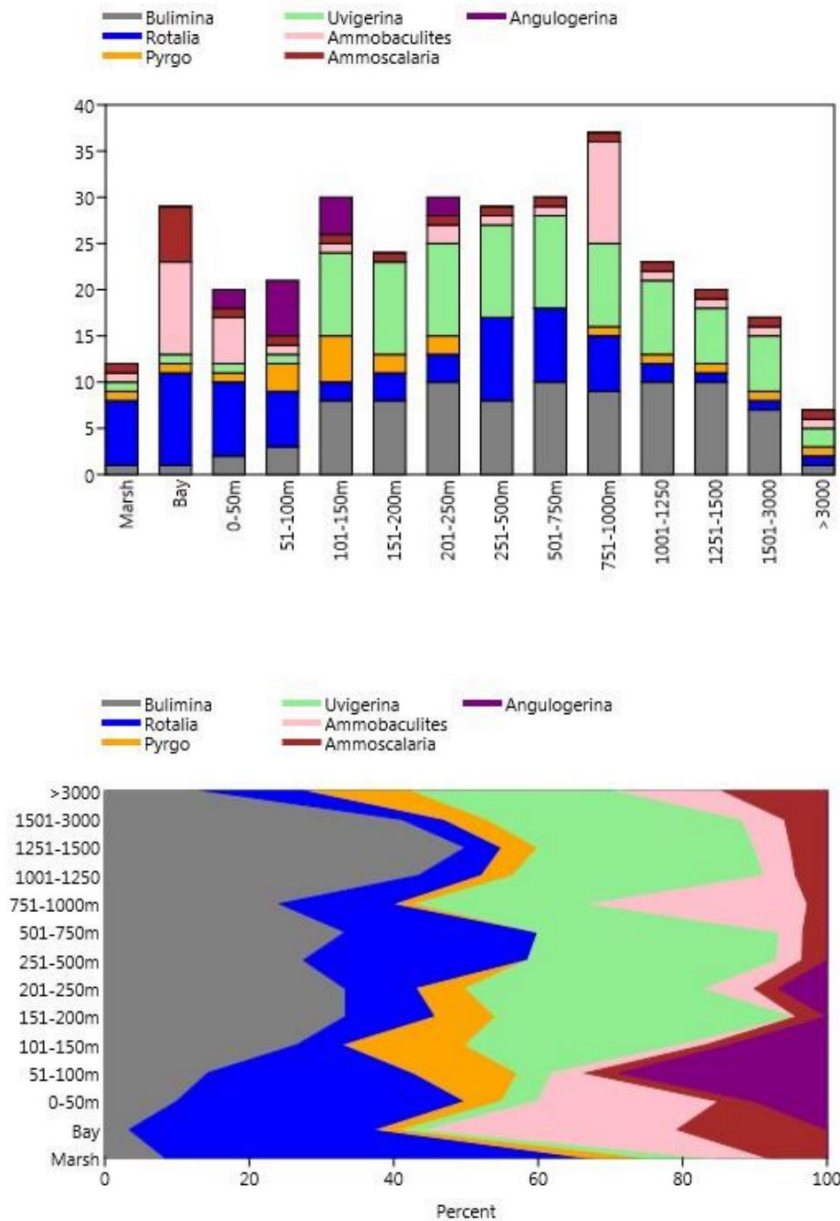 Bulimina Uvigerina Angulogerina
Rotalia Ammobaculites
Pyrgo Ammoscalaria
40
35
30
25
20
15
10
5
0
Marsh Bay 0-50m 51-100m 101-150m 151-200m 201-250m 251-500m 501-750m 751-1000m 1001-1250 1251-1500 1501-3000 >3000
Bulimina Uvigerina Angulogerina
Rotalia Ammobaculites
Pyrgo Ammoscalaria
>3000
1501-3000
1251-1500
1001-1250
751-1000m
501-750m
251-500m
201-250m
151-200m
101-150m
51-100m
0-50m
Bay
Marsh
0 20 40 60 80 100
Percent